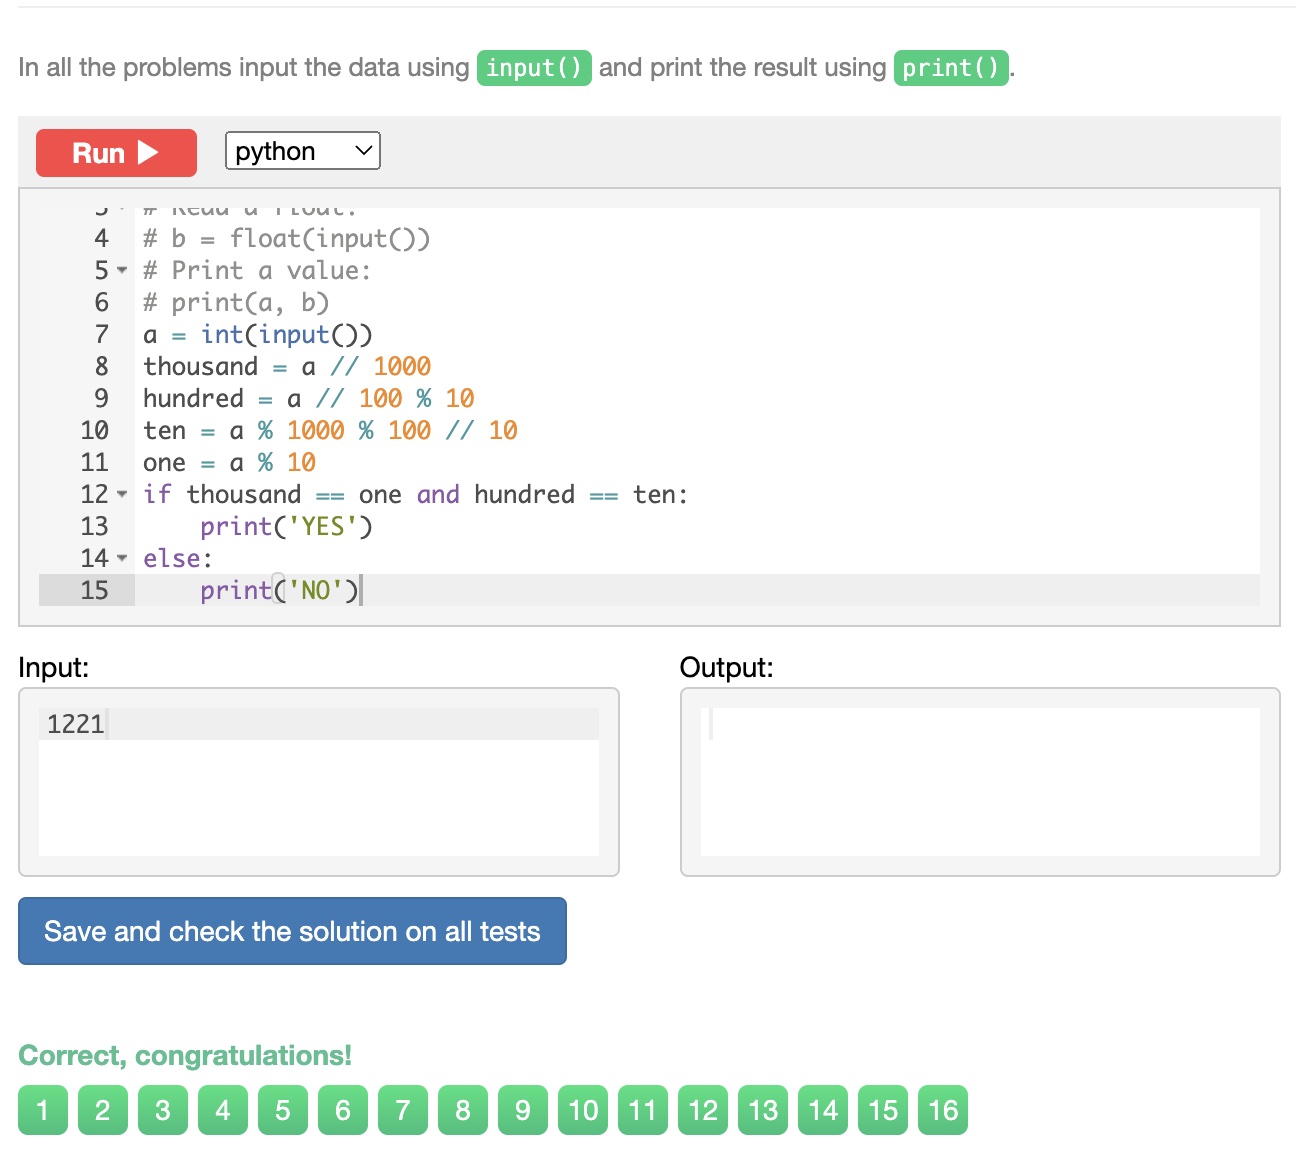 In all the problems input the data using input() and print the result using print().
Run
python
3 # Read a float:
4 # b = float(input())
5 # Print a value:
6 # print(a, b)
7 a = int(input())
8 thousand = a // 1000
9 hundred = a // 100 % 10
10 ten = a % 1000 % 100 // 10
11 one = a % 10
12 if thousand == one and hundred == ten:
13     print('YES')
14 else:
15     print('NO')
Input:
Output:
1221
Save and check the solution on all tests
Correct, congratulations!
1 2 3 4 5 6 7 8 9 10 11 12 13 14 15 16